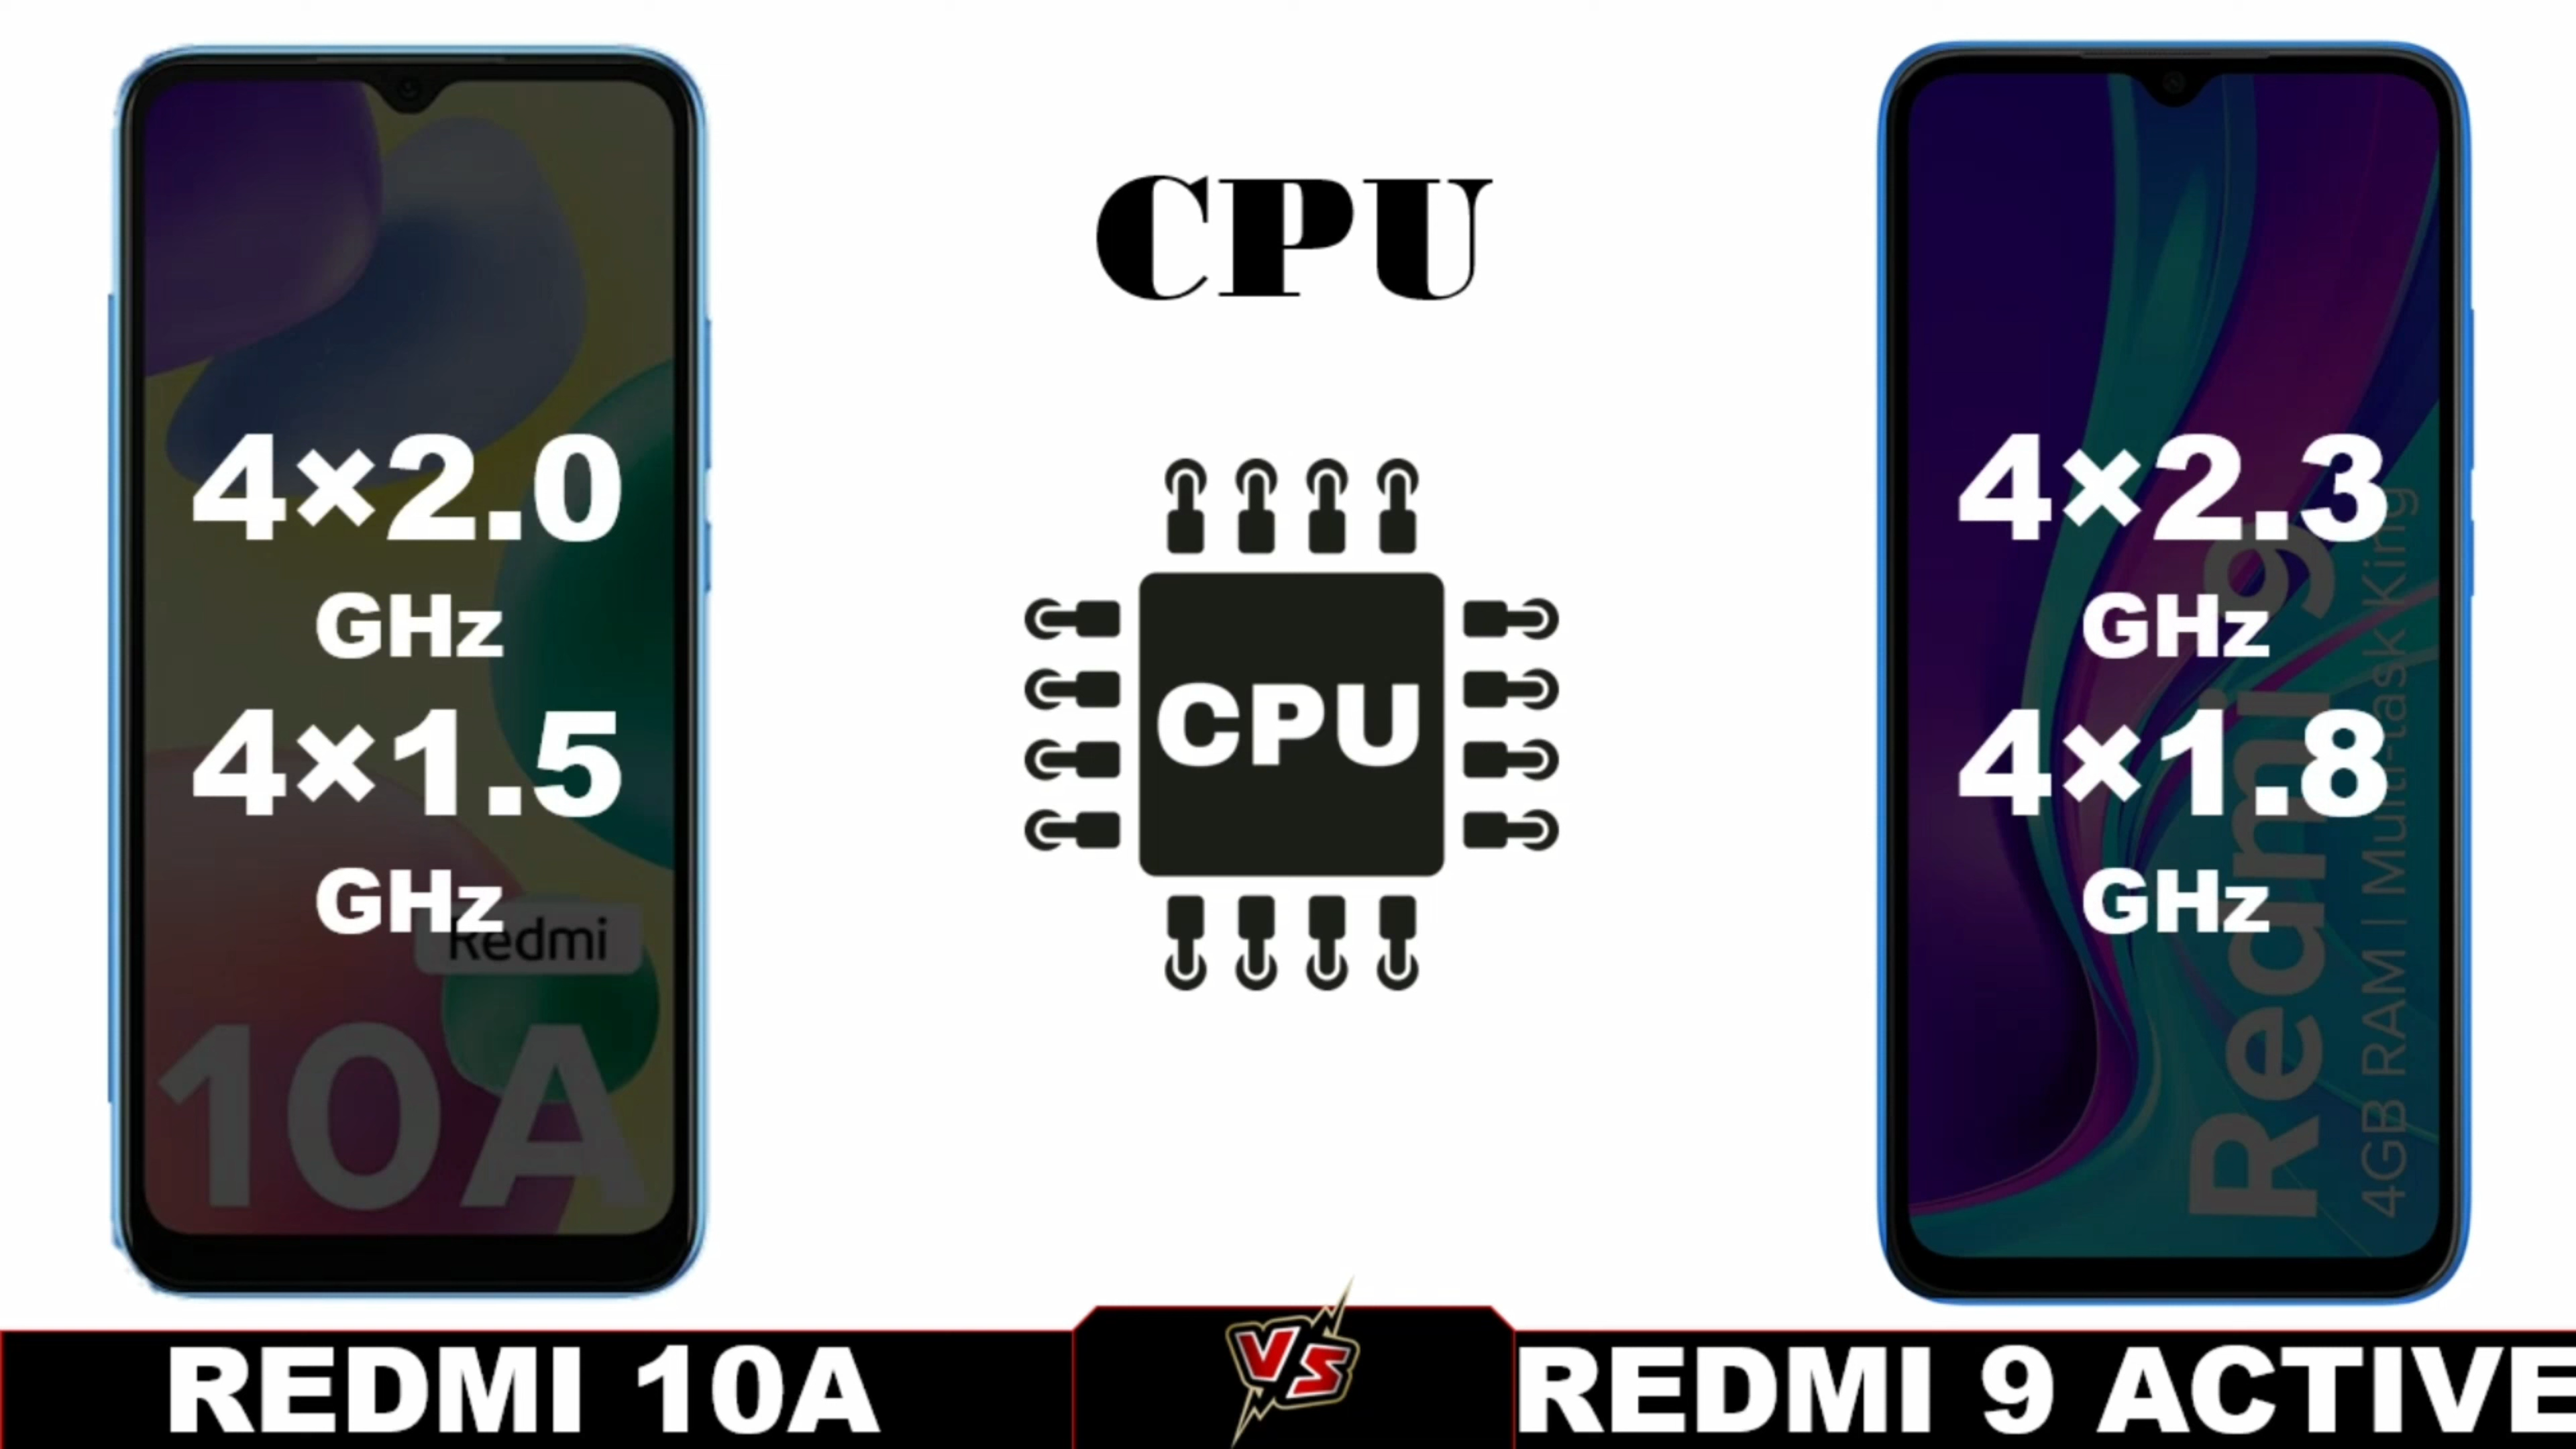 CPU
4×2.0
GHz
4×1.5
GHz
Redmi
10A
CPU
4×2.3
GHz
4×1.8
GHz
Redmi 9
4GB RAM | Multi-task King
REDMI 10A
VS
REDMI 9 ACTIVE